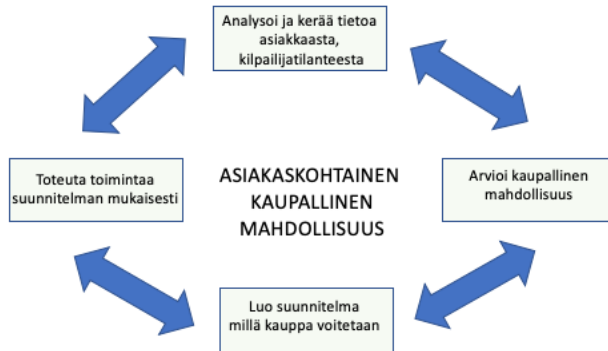 Analysoi ja kerää tietoa
asiakkaasta,
kilpailijatilanteesta
Toteuta toimintaa
suunnitelman mukaisesti
ASIAKASKOHTAINEN
KAUPALLINEN
MAHDOLLISUUS
Arvioi kaupallinen
mahdollisuus
Luo suunnitelma
millä kauppa voitetaan